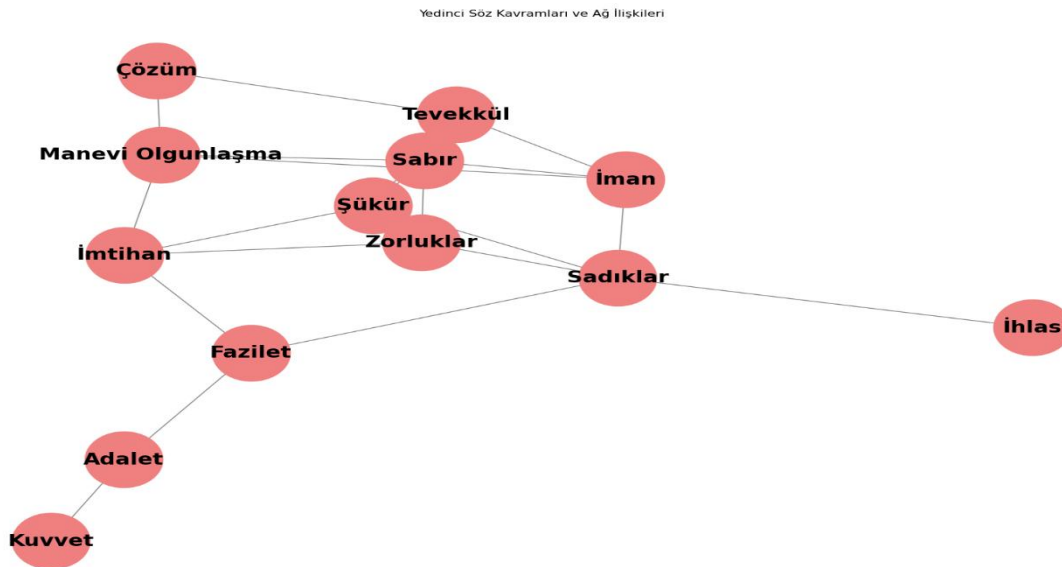 Yedinci Söz Kavramları ve Ağ İlişkileri
Çözüm
Tevekkül
Manevi Olgunlaşma
Sabır
İman
Şükür
Zorluklar
İmtihan
Sadıklar
İhlas
Fazilet
Adalet
Kuvvet